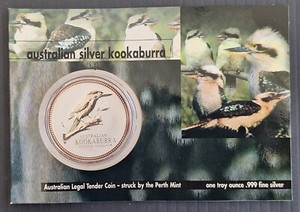 australian silver kookaburra
AUSTRALIAN
KOOKABURRA
Australian Legal Tender Coin - struck by the Perth Mint
one troy ounce .999 fine silver